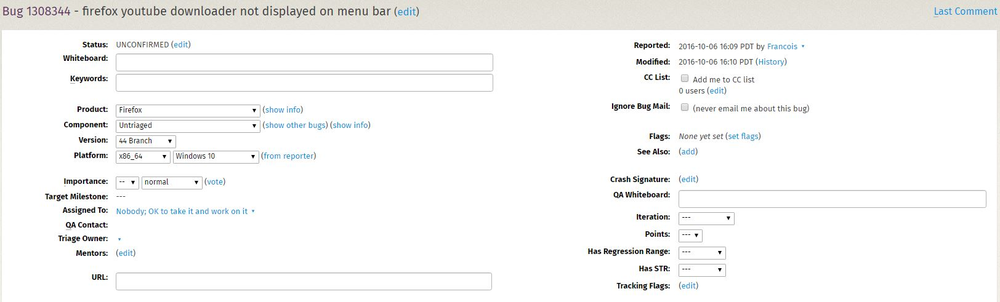 Bug 1308344 - firefox youtube downloader not displayed on menu bar (edit)
Last Comment
Status: UNCONFIRMED (edit)
Whiteboard:
Keywords:
Product: Firefox (show info)
Component: Untriaged (show other bugs) (show info)
Version: 44 Branch
Platform: x86_64 Windows 10 (from reporter)
Importance: -- normal (vote)
Target Milestone: ---
Assigned To: Nobody; OK to take it and work on it
QA Contact:
Triage Owner:
Mentors: (edit)
URL:
Reported: 2016-10-06 16:09 PDT by Francois
Modified: 2016-10-06 16:10 PDT (History)
CC List: Add me to CC list
0 users (edit)
Ignore Bug Mail: (never email me about this bug)
Flags: None yet set (set flags)
See Also: (add)
Crash Signature: (edit)
QA Whiteboard:
Iteration: ---
Points: ---
Has Regression Range: ---
Has STR: ---
Tracking Flags: (edit)